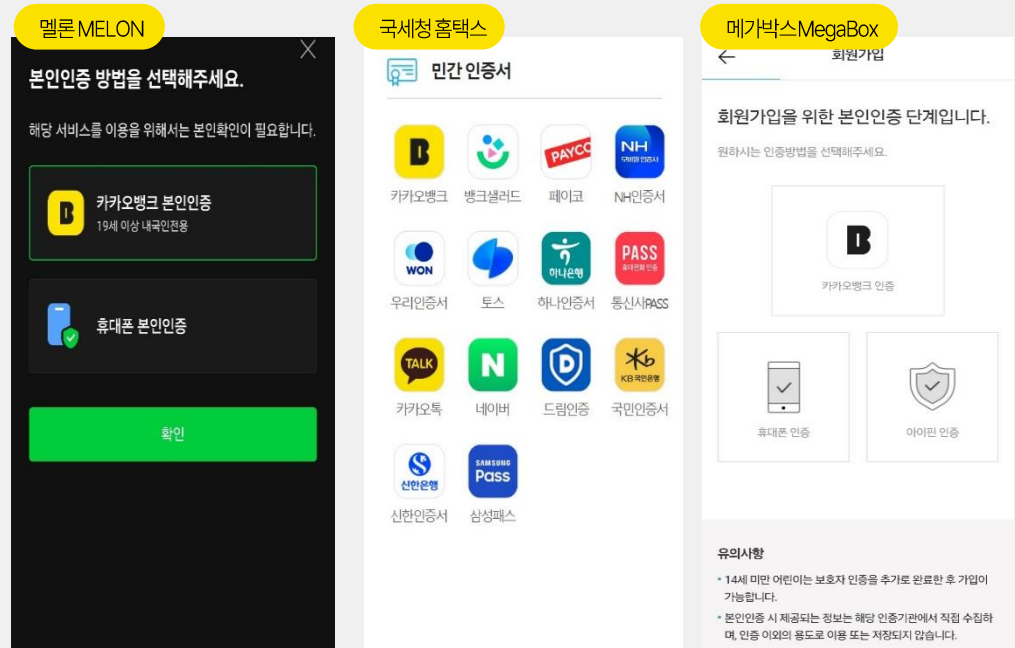 멜론 MELON
X
본인인증 방법을 선택해주세요.
해당 서비스를 이용을 위해서는 본인확인이 필요합니다.
B
카카오뱅크 본인인증
19세 이상 내국인전용
휴대폰 본인인증
확인
국세청 홈택스
민간 인증서
B
PAYCO
NH
모바일 인증서
카카오뱅크 뱅크샐러드 페이코 NH인증서
WON
하나은행
PASS
휴대전화 인증
우리인증서 토스 하나인증서 통신사PASS
TALK
N
D
Kb
KB국민은행
카카오톡 네이버 드림인증 국민인증서
S
신한은행
SAMSUNG
Pass
신한인증서 삼성패스
메가박스MegaBox
회원가입
회원가입을 위한 본인인증 단계입니다.
원하시는 인증방법을 선택해주세요.
B
카카오뱅크 인증
휴대폰 인증 아이핀 인증
유의사항
• 14세 미만 어린이는 보호자 인증을 추가로 완료한 후 가입이
가능합니다.
• 본인인증 시 제공되는 정보는 해당 인증기관에서 직접 수집하
며, 인증 이외의 용도로 이용 또는 저장되지 않습니다.